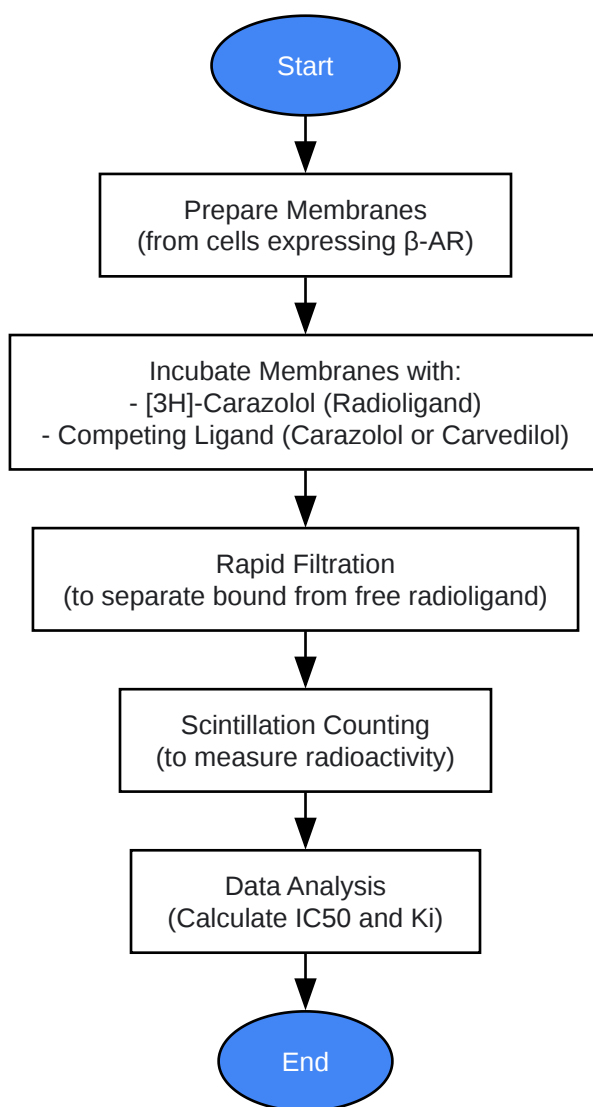 Start
Prepare Membranes
(from cells expressing β-AR)
Incubate Membranes with:
- [3H]-Carazolol (Radioligand)
- Competing Ligand (Carazolol or Carvedilol)
Rapid Filtration
(to separate bound from free radioligand)
Scintillation Counting
(to measure radioactivity)
Data Analysis
(Calculate IC50 and Ki)
End